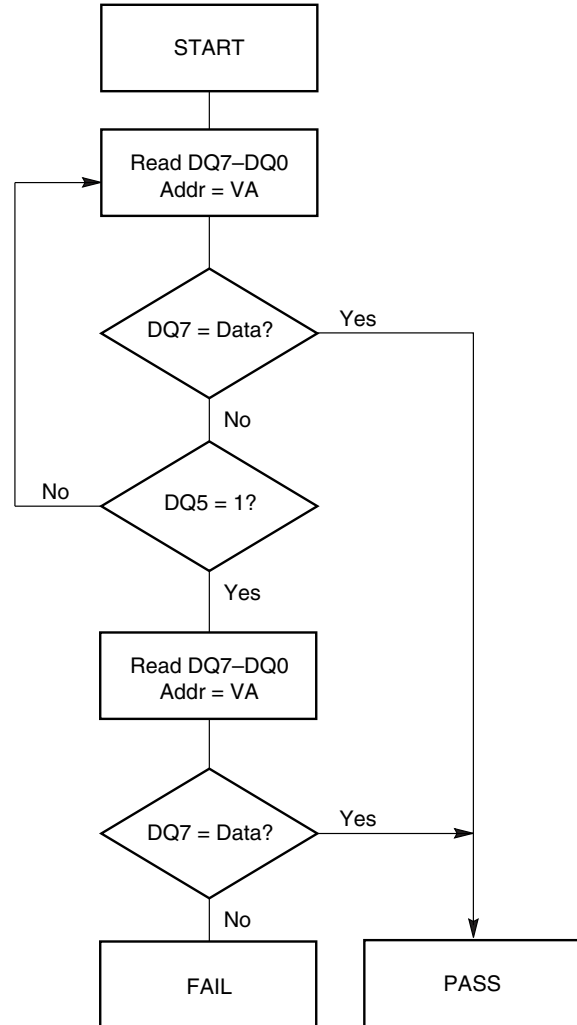 START
Read DQ7–DQ0
Addr = VA
DQ7 = Data?
Yes
No
No
DQ5 = 1?
Yes
Read DQ7–DQ0
Addr = VA
DQ7 = Data?
Yes
No
FAIL
PASS